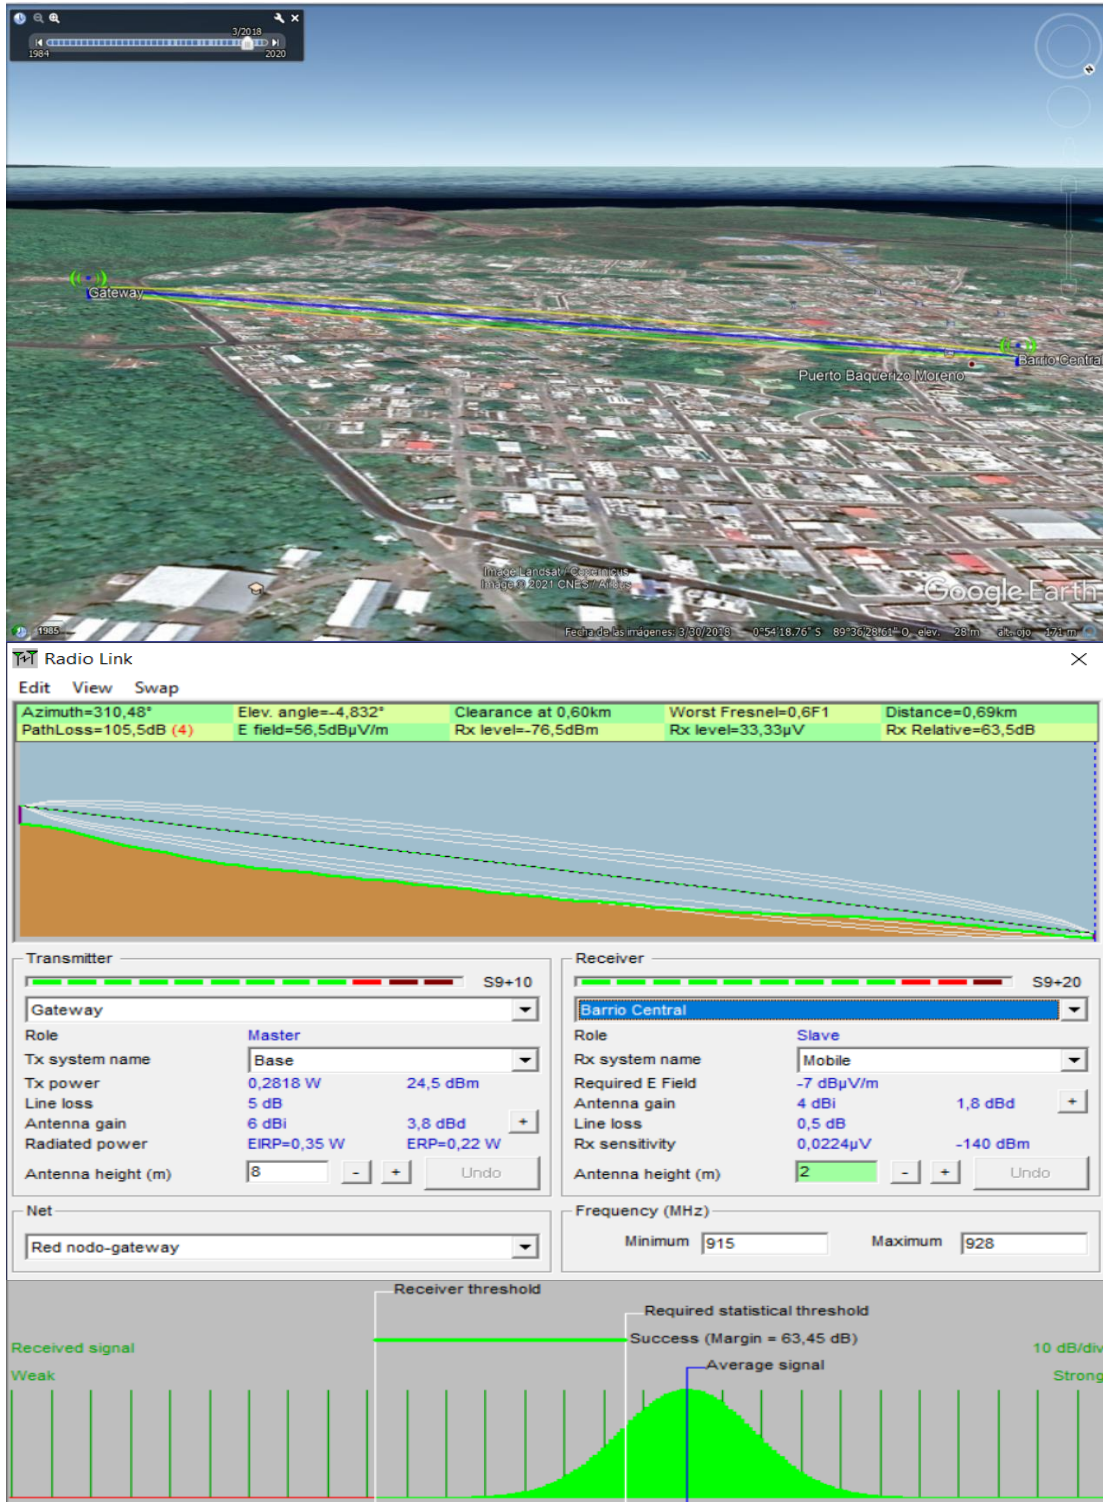 3/2018
1984
2020
Gateway
Barrio Central
Puerto Baquerizo Moreno
Image Landsat / Copernicus
Image © 2021 CNES / Airbus
Google Earth
1985
Fecha de las imágenes: 3/30/2018 0°54'18.76" S 89°36'28.61" O elev. 28 m alt. ojo 171 m
Radio Link
Edit View Swap
Azimuth=310,48° Elev. angle=-4,832° Clearance at 0,60km Worst Fresnel=0,6F1 Distance=0,69km
PathLoss=105,5dB (4) E field=56,5dBµV/m Rx level=-76,5dBm Rx level=33,33µV Rx Relative=63,5dB
Transmitter
S9+10
Gateway
Role Master
Tx system name Base
Tx power 0,2818 W 24,5 dBm
Line loss 5 dB
Antenna gain 6 dBi 3,8 dBd +
Radiated power EIRP=0,35 W ERP=0,22 W
Antenna height (m) 8 - + Undo
Receiver
S9+20
Barrio Central
Role Slave
Rx system name Mobile
Required E Field -7 dBµV/m
Antenna gain 4 dBi 1,8 dBd +
Line loss 0,5 dB
Rx sensitivity 0,0224µV -140 dBm
Antenna height (m) 2 - + Undo
Net
Red nodo-gateway
Frequency (MHz)
Minimum 915 Maximum 928
Receiver threshold
Required statistical threshold
Success (Margin = 63,45 dB)
Average signal
Received signal
Weak
10 dB/div
Strong